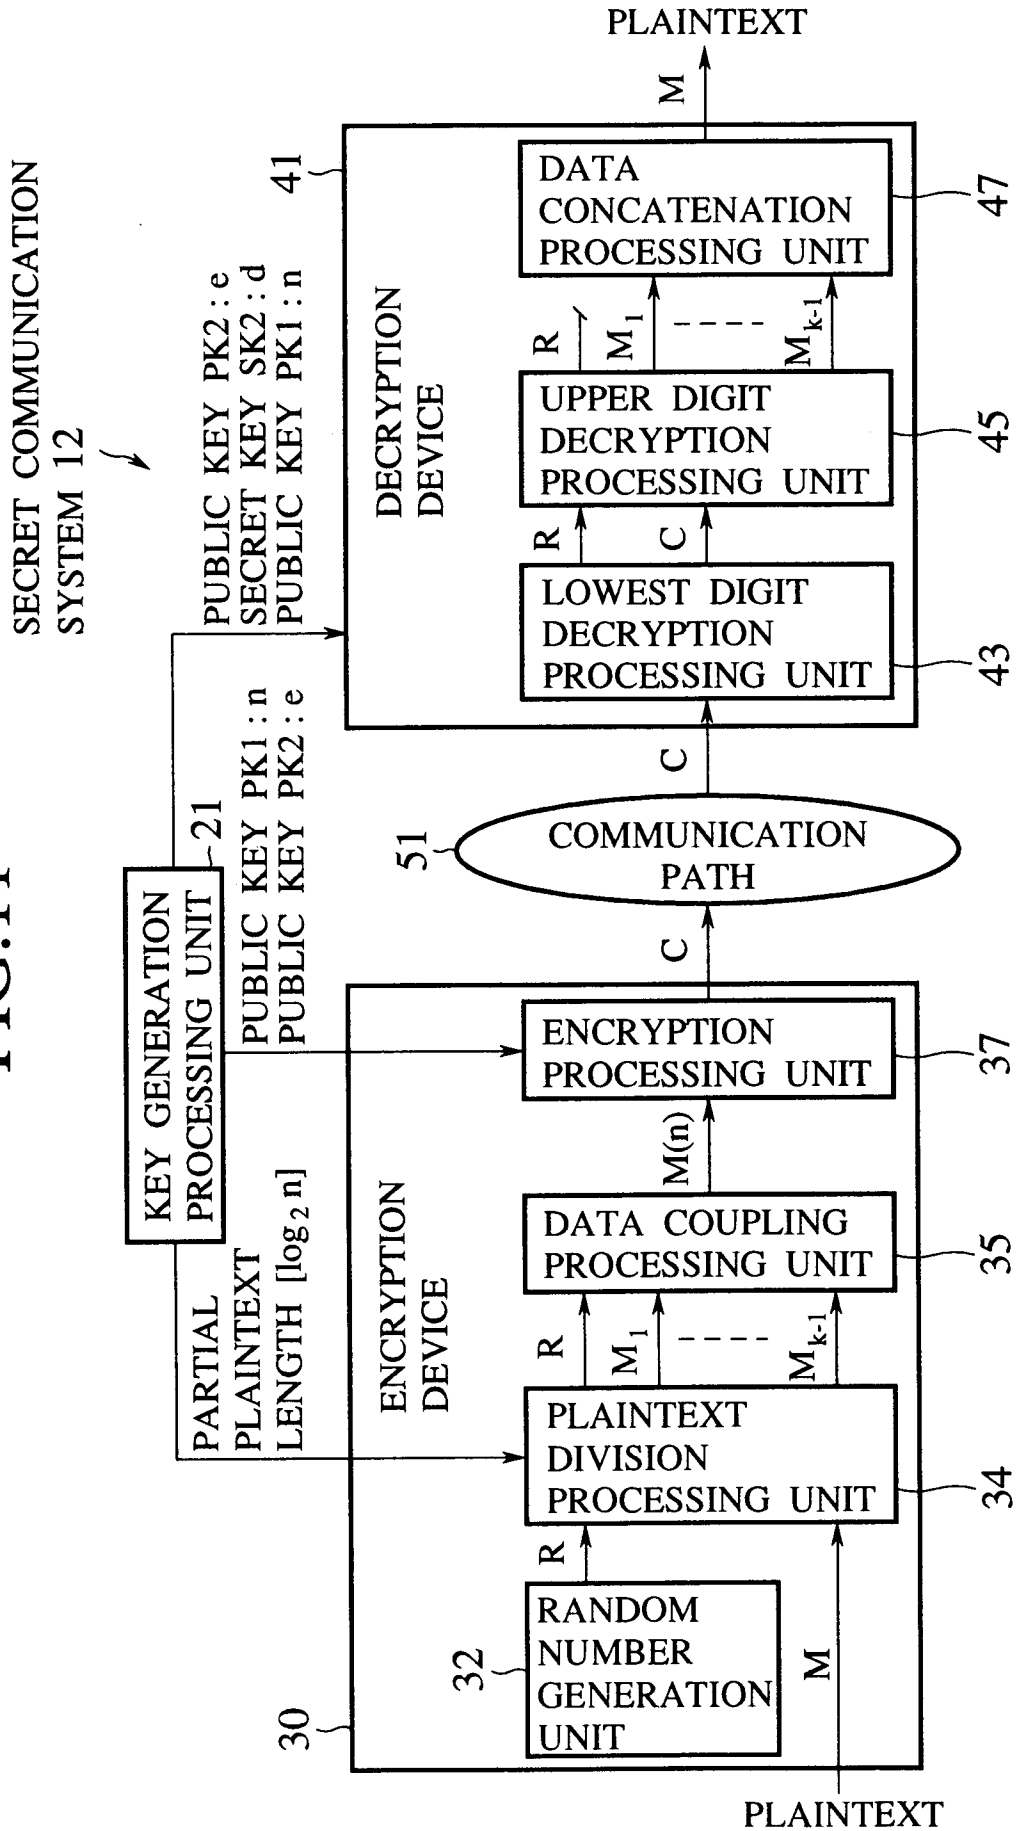 SECRET COMMUNICATION
SYSTEM 12
KEY GENERATION
PROCESSING UNIT
21
PARTIAL
PLAINTEXT
LENGTH [log₂ n]
PUBLIC KEY PK1 : n
PUBLIC KEY PK2 : e
PUBLIC KEY PK2 : e
SECRET KEY SK2 : d
PUBLIC KEY PK1 : n
30
ENCRYPTION
DEVICE
32
RANDOM
NUMBER
GENERATION
UNIT
R
PLAINTEXT
M
PLAINTEXT
DIVISION
PROCESSING UNIT
34
R
M₁
Mₖ₋₁
DATA COUPLING
PROCESSING UNIT
35
M(n)
ENCRYPTION
PROCESSING UNIT
37
C
51
COMMUNICATION
PATH
C
41
DECRYPTION
DEVICE
LOWEST DIGIT
DECRYPTION
PROCESSING UNIT
43
R
C
UPPER DIGIT
DECRYPTION
PROCESSING UNIT
45
R
M₁
Mₖ₋₁
DATA
CONCATENATION
PROCESSING UNIT
47
M
PLAINTEXT